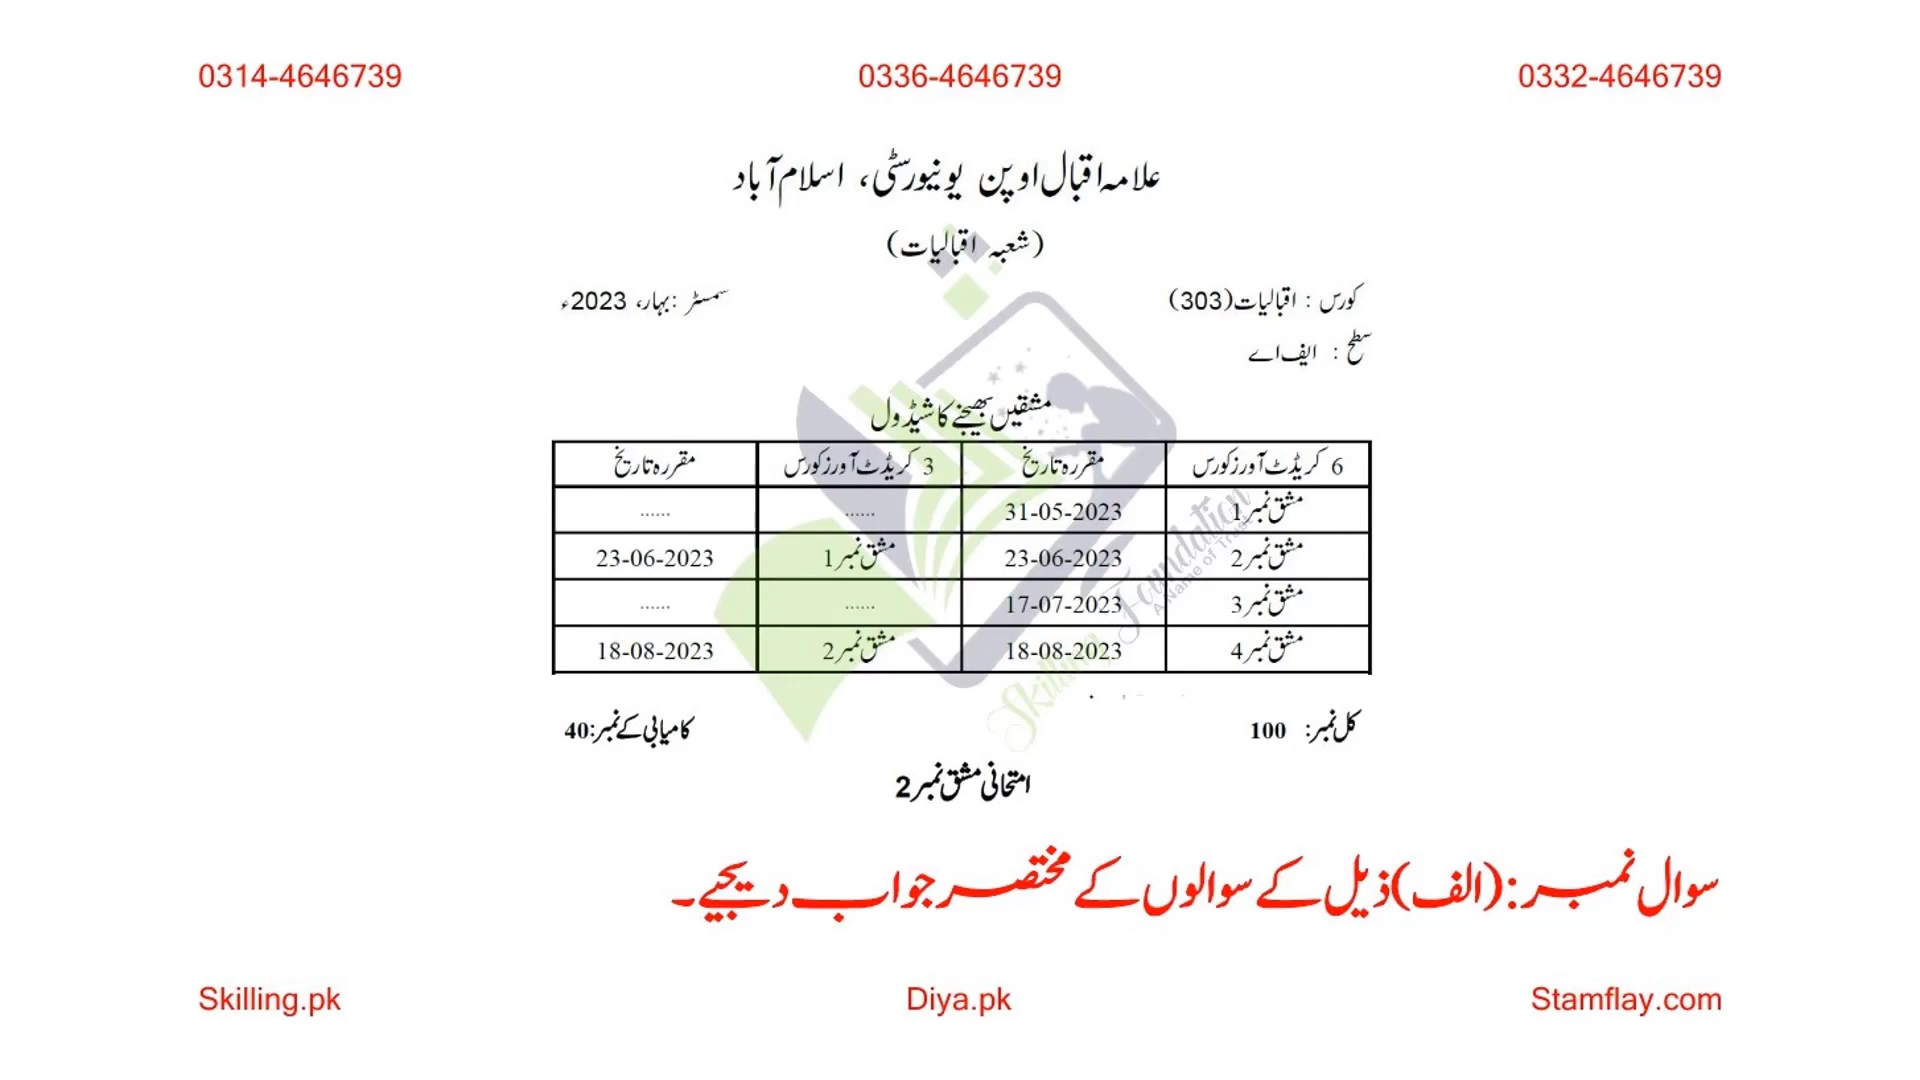 0314-4646739 0336-4646739 0332-4646739
علامہ اقبال اوپن یونیورسٹی، اسلام آباد
(شعبہ اقبالیات)
کورس : اقبالیات(303) سمسٹر :بہار، 2023ء
سطح : ایف اے
مشقیں بھیجنے کا شیڈول
6 کریڈٹ آورز کورس مقررہ تاریخ 3 کریڈٹ آورز کورس مقررہ تاریخ
مشق نمبر1 31-05-2023 ...... ......
مشق نمبر2 23-06-2023 مشق نمبر1 23-06-2023
مشق نمبر3 17-07-2023 ...... ......
مشق نمبر4 18-08-2023 مشق نمبر2 18-08-2023
Skilling Foundation
A Name of Trust
کل نمبر: 100 کامیابی کے نمبر:40
امتحانی مشق نمبر2
سوال نمبر:(الف)ذیل کے سوالوں کے مختصر جواب دیجیے۔
Skilling.pk Diya.pk Stamflay.com